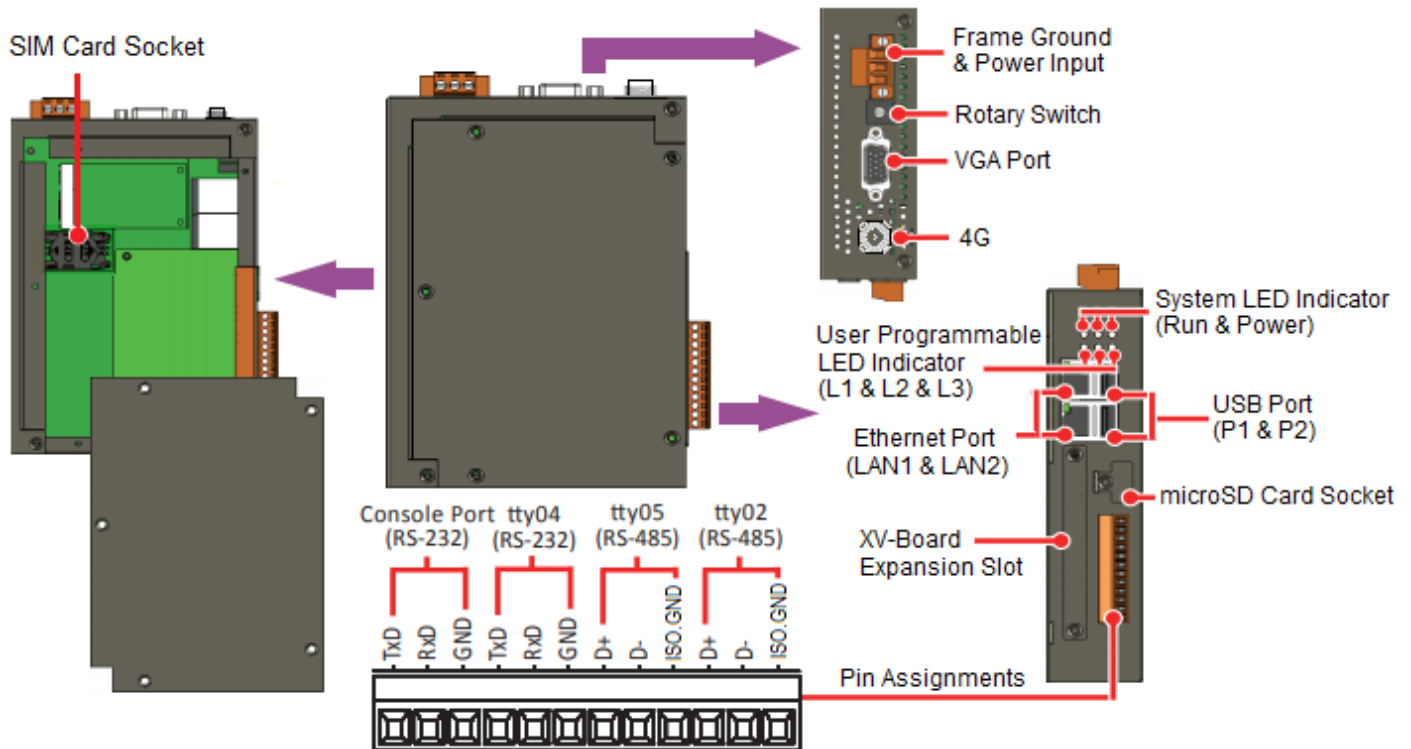 SIM Card Socket
Frame Ground
& Power Input
Rotary Switch
VGA Port
4G
System LED Indicator
(Run & Power)
User Programmable
LED Indicator
(L1 & L2 & L3)
USB Port
(P1 & P2)
Ethernet Port
(LAN1 & LAN2)
microSD Card Socket
XV-Board
Expansion Slot
Console Port
(RS-232)
tty04
(RS-232)
tty05
(RS-485)
tty02
(RS-485)
TxD
RxD
GND
TxD
RxD
GND
D+
D-
ISO.GND
D+
D-
ISO.GND
Pin Assignments